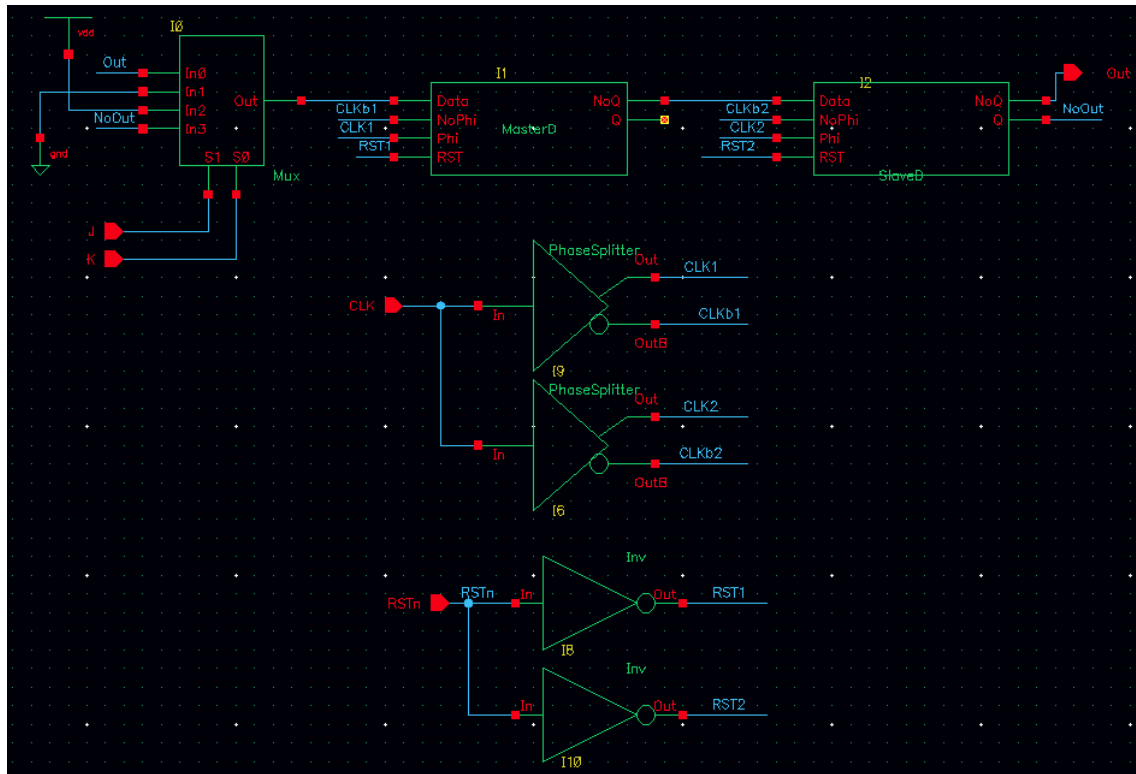 vdd
I0
Out
In0
In1
In2
NoOut
In3
Out
gnd
S1 S0
Mux
J
K
I1
CLKb1
Data
NoQ
CLK1
NoPhi
Q
MasterD
Phi
RST1
RST
I2
CLKb2
Data
NoQ
CLK2
NoPhi
Q
Phi
RST2
RST
SlaveD
Out
NoOut
PhaseSplitter
Out
CLK1
CLK
In
CLKb1
OutB
I9
PhaseSplitter
Out
CLK2
In
CLKb2
OutB
I6
Inv
RSTn
RSTn
In
Out
RST1
I8
Inv
In
Out
RST2
I10